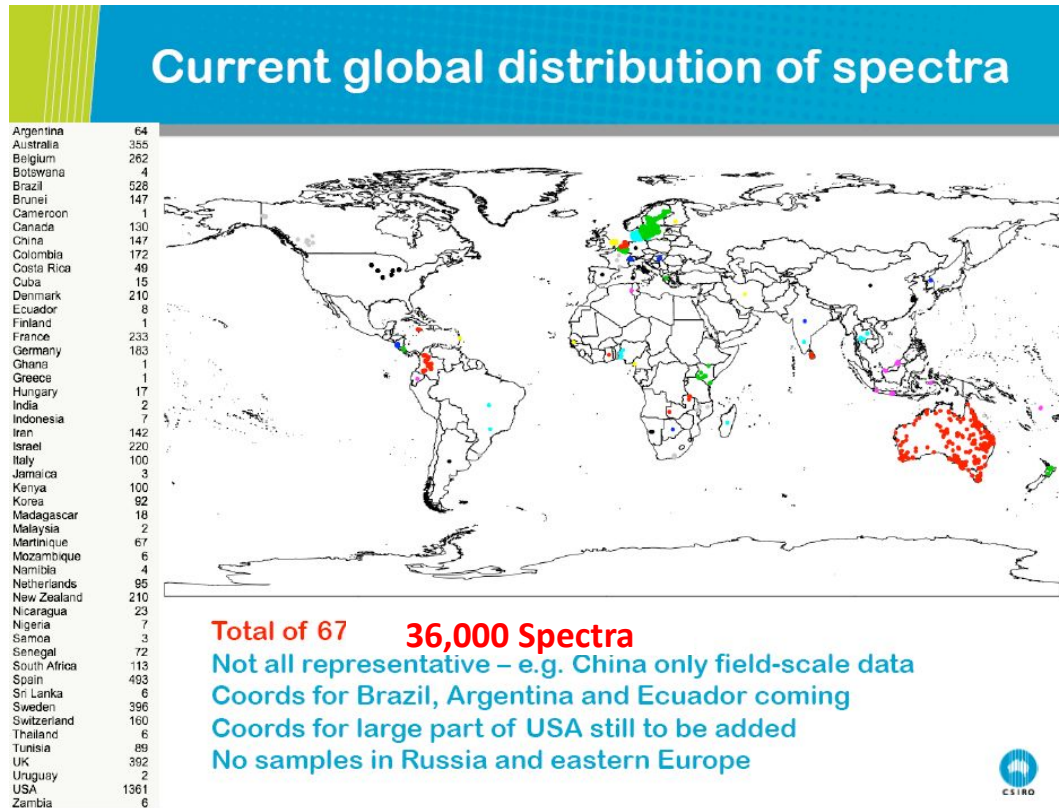 Current global distribution of spectra
Argentina 64
Australia 355
Belgium 262
Botswana 4
Brazil 528
Brunei 147
Cameroon 1
Canada 130
China 147
Colombia 172
Costa Rica 49
Cuba 15
Denmark 210
Ecuador 8
Finland 1
France 233
Germany 183
Ghana 1
Greece 1
Hungary 17
India 2
Indonesia 7
Iran 142
Israel 220
Italy 100
Jamaica 3
Kenya 100
Korea 92
Madagascar 18
Malaysia 2
Martinique 67
Mozambique 6
Namibia 4
Netherlands 95
New Zealand 210
Nicaragua 23
Nigeria 7
Samoa 3
Senegal 72
South Africa 113
Spain 493
Sri Lanka 6
Sweden 396
Switzerland 160
Thailand 6
Tunisia 89
UK 392
Uruguay 2
USA 1361
Zambia 6
Total of 67 36,000 Spectra
Not all representative – e.g. China only field-scale data
Coords for Brazil, Argentina and Ecuador coming
Coords for large part of USA still to be added
No samples in Russia and eastern Europe
CSIRO